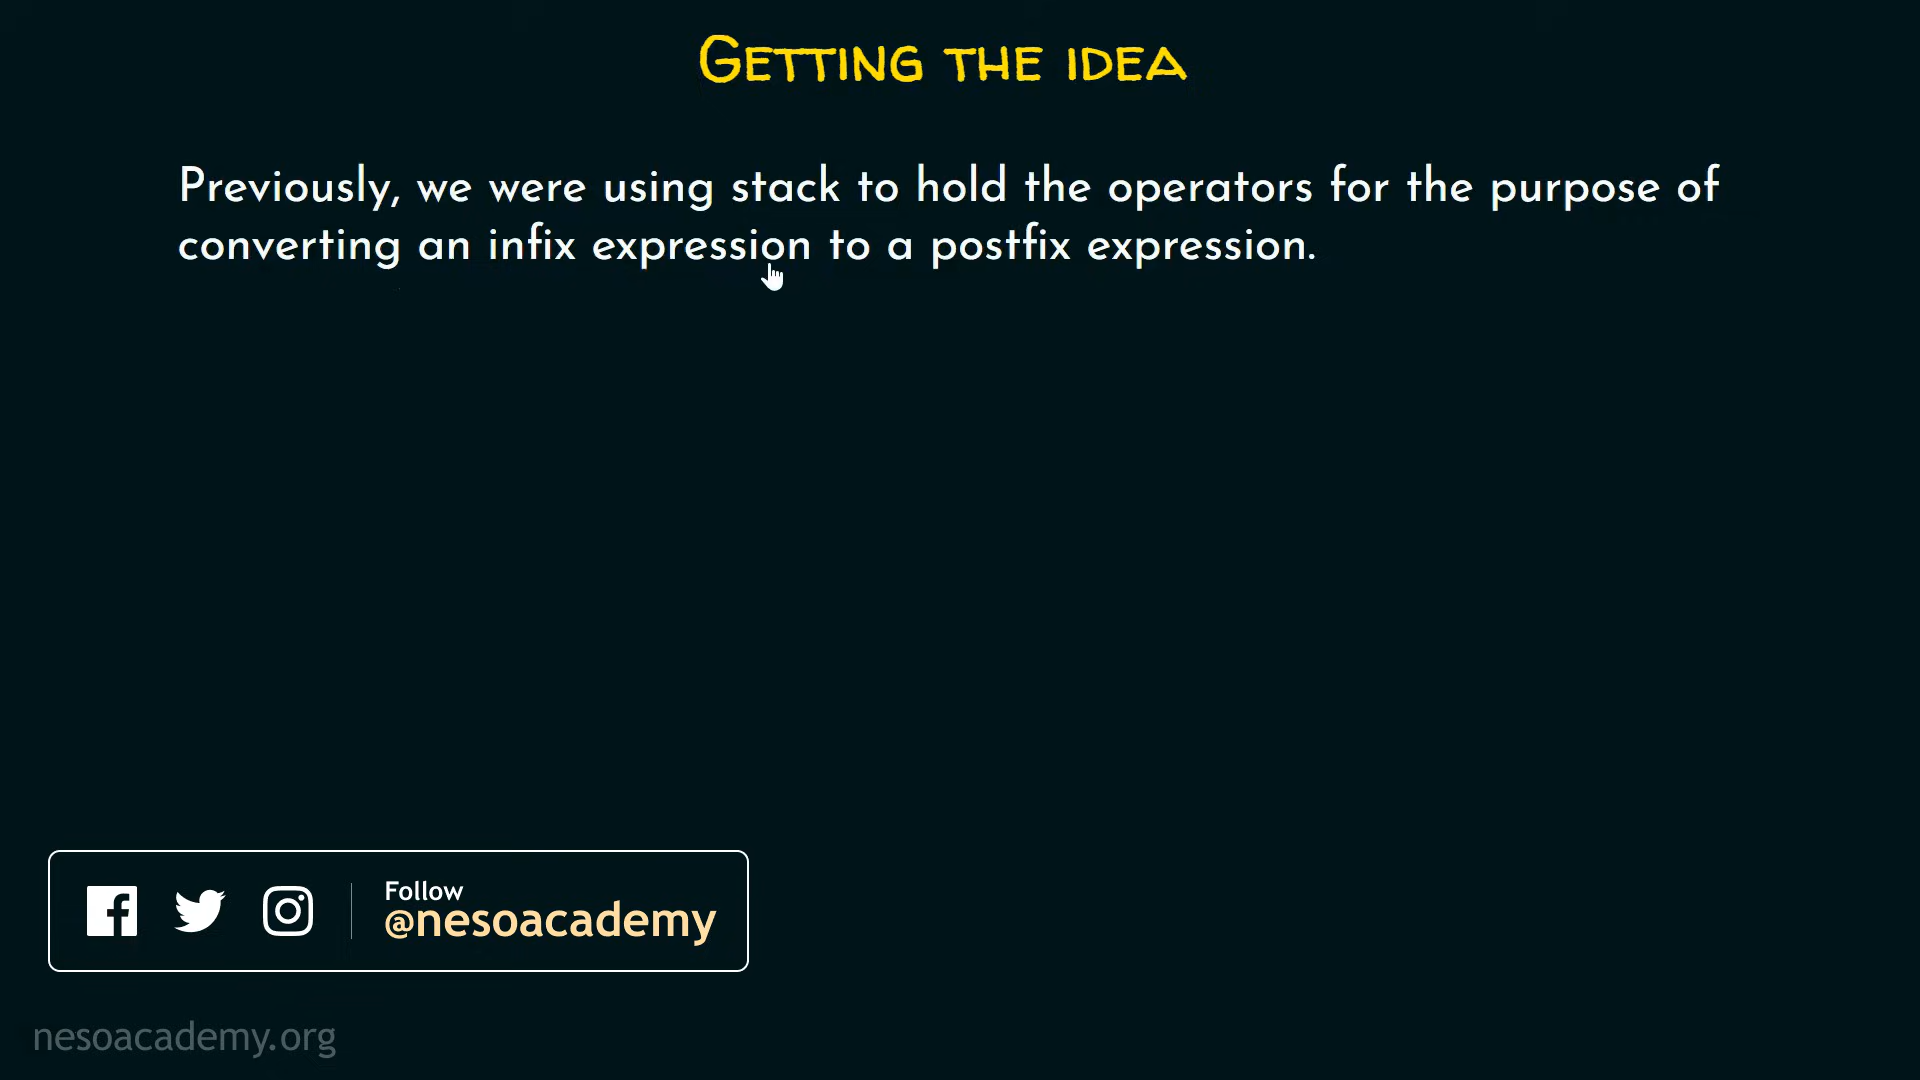 Getting the idea
Previously, we were using stack to hold the operators for the purpose of
converting an infix expression to a postfix expression.
Follow
@nesoacademy
nesoacademy.org